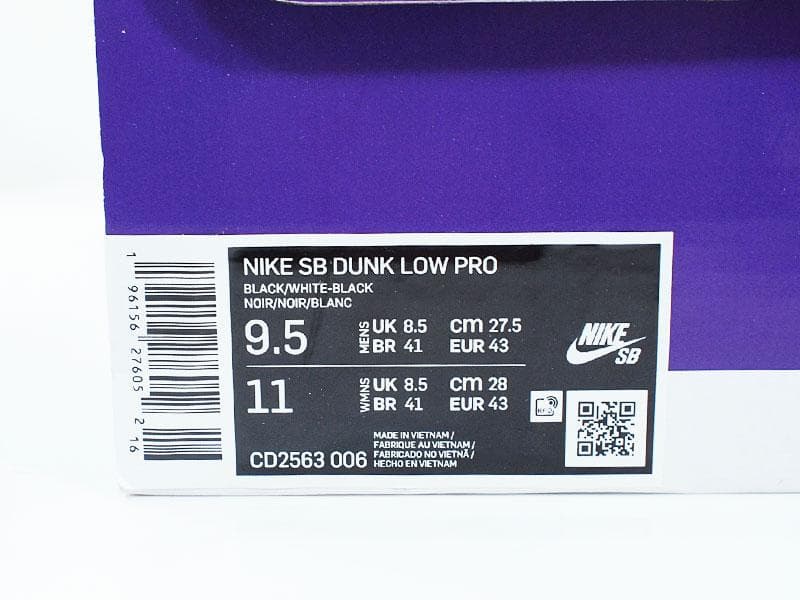 NIKE SB DUNK LOW PRO
BLACK/WHITE-BLACK
NOIR/NOIR/BLANC
9.5 MENS UK 8.5 cm 27.5
BR 41 EUR 43
11 WMNS UK 8.5 cm 28
BR 41 EUR 43
CD2563 006
MADE IN VIETNAM /
FABRIQUE AU VIETNAM /
FABRICADO NO VIETNÃ /
HECHO EN VIETNAM
NIKE
SB
1 96156 27605 2 16